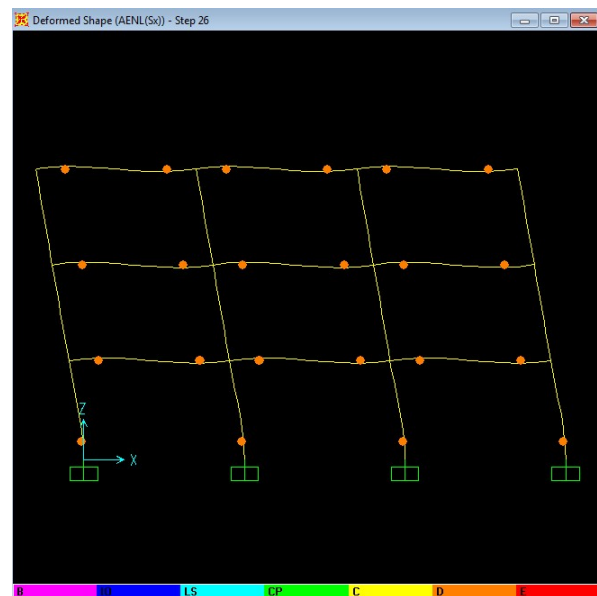 Deformed Shape (AENL(Sx)) - Step 26
Z
X
B IO LS CP C D E